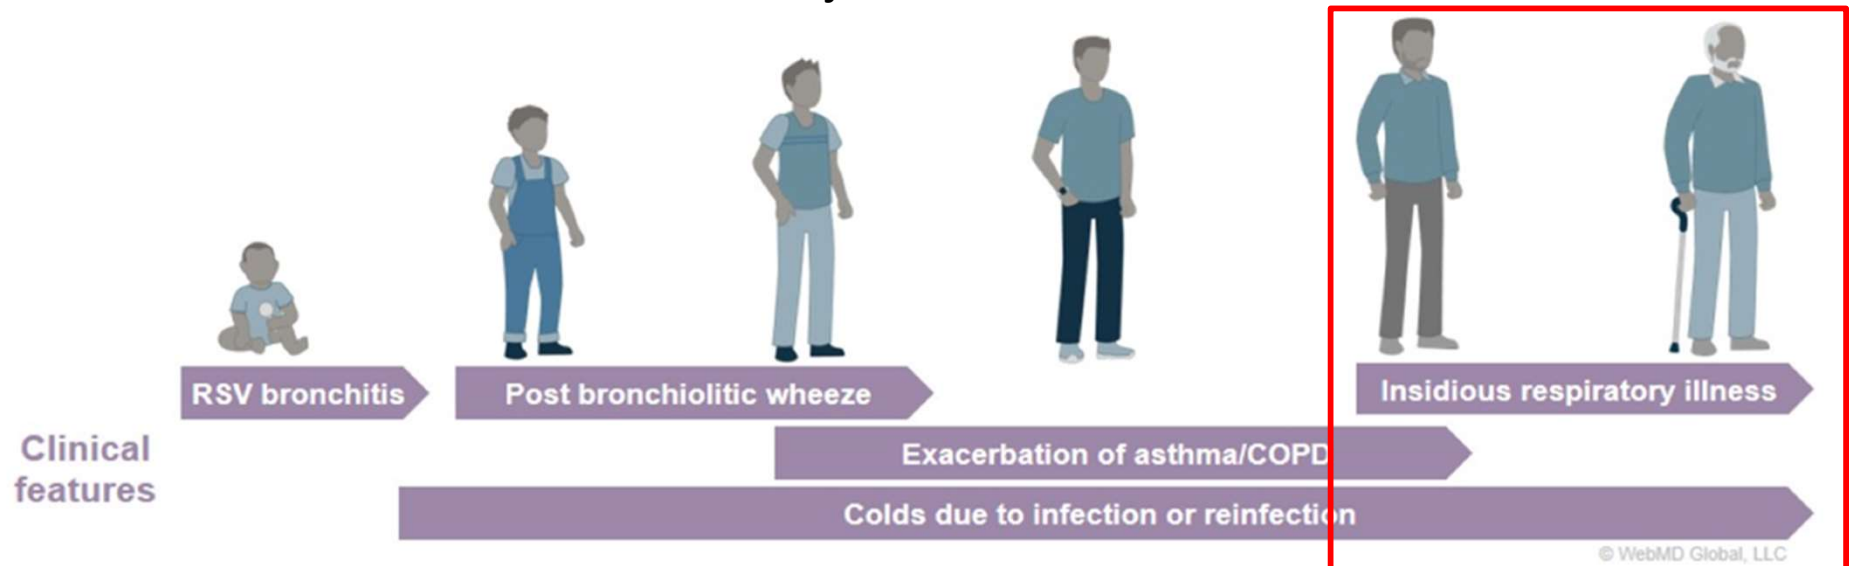 RSV bronchitis
Post bronchiolitic wheeze
Insidious respiratory illness
Clinical
features
Exacerbation of asthma/COPD
Colds due to infection or reinfection
© WebMD Global, LLC